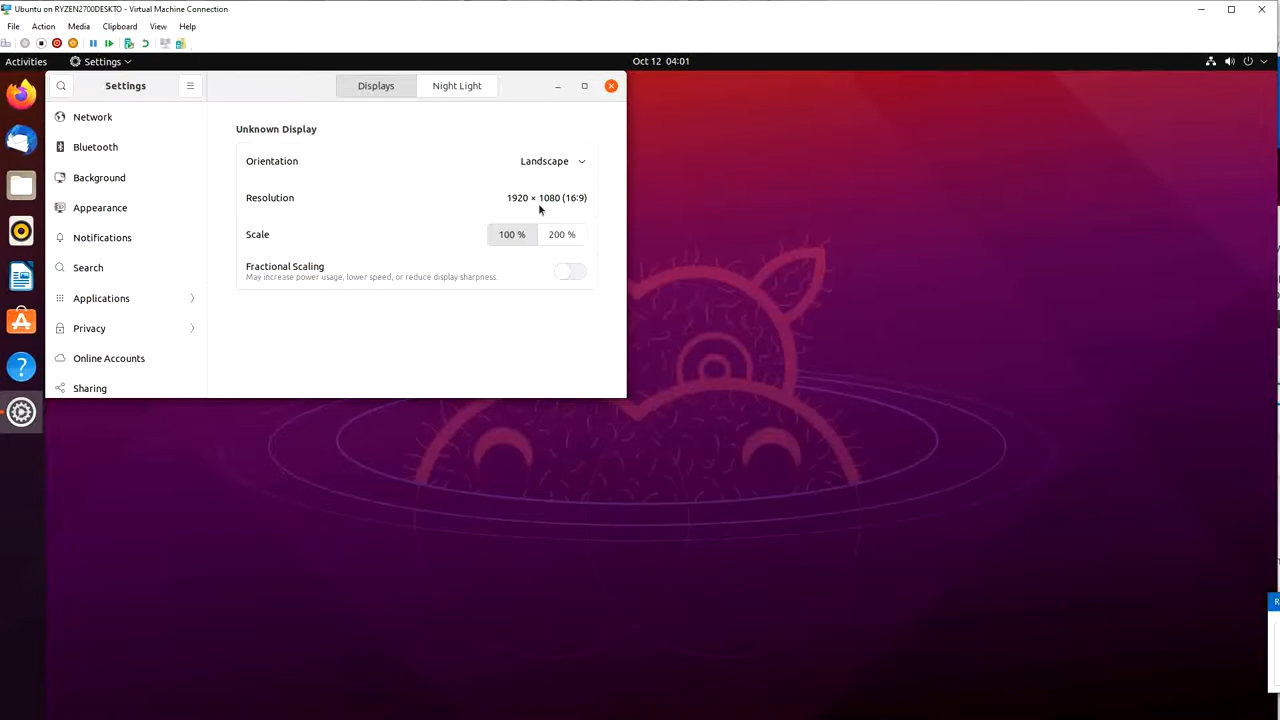 Ubuntu on RYZEN2700DESKTO - Virtual Machine Connection
File Action Media Clipboard View Help
Activities Settings Oct 12 04:01
Settings Displays Night Light
Network
Bluetooth
Background
Appearance
Notifications
Search
Applications
Privacy
Online Accounts
Sharing
Unknown Display
Orientation Landscape
Resolution 1920 × 1080 (16:9)
Scale 100 % 200 %
Fractional Scaling
May increase power usage, lower speed, or reduce display sharpness.
R